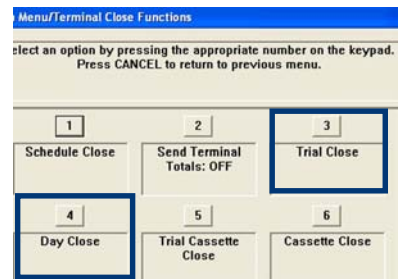 Menu/Terminal Close Functions
elect an option by pressing the appropriate number on the keypad.
Press CANCEL to return to previous menu.
1
2
3
Schedule Close
Send Terminal
Totals: OFF
Trial Close
4
5
6
Day Close
Trial Cassette
Close
Cassette Close